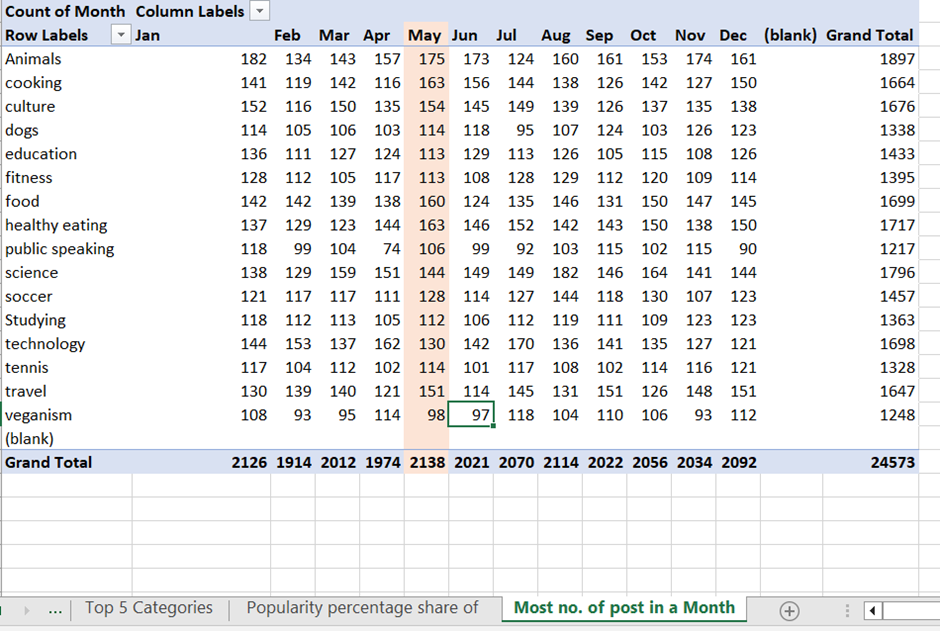 Count of Month Column Labels
Row Labels Jan Feb Mar Apr May Jun Jul Aug Sep Oct Nov Dec (blank) Grand Total
Animals 182 134 143 157 175 173 124 160 161 153 174 161 1897
cooking 141 119 142 116 163 156 144 138 126 142 127 150 1664
culture 152 116 150 135 154 145 149 139 126 137 135 138 1676
dogs 114 105 106 103 114 118 95 107 124 103 126 123 1338
education 136 111 127 124 113 129 113 126 105 115 108 126 1433
fitness 128 112 105 117 113 108 128 129 112 120 109 114 1395
food 142 142 139 138 160 124 135 146 131 150 147 145 1699
healthy eating 137 129 123 144 163 146 152 142 143 150 138 150 1717
public speaking 118 99 104 74 106 99 92 103 115 102 115 90 1217
science 138 129 159 151 144 149 149 182 146 164 141 144 1796
soccer 121 117 117 111 128 114 127 144 118 130 107 123 1457
Studying 118 112 113 105 112 106 112 119 111 109 123 123 1363
technology 144 153 137 162 130 142 170 136 141 135 127 121 1698
tennis 117 104 112 102 114 101 117 108 102 114 116 121 1328
travel 130 139 140 121 151 114 145 131 151 126 148 151 1647
veganism 108 93 95 114 98 97 118 104 110 106 93 112 1248
(blank)
Grand Total 2126 1914 2012 1974 2138 2021 2070 2114 2022 2056 2034 2092 24573
... Top 5 Categories Popularity percentage share of Most no. of post in a Month